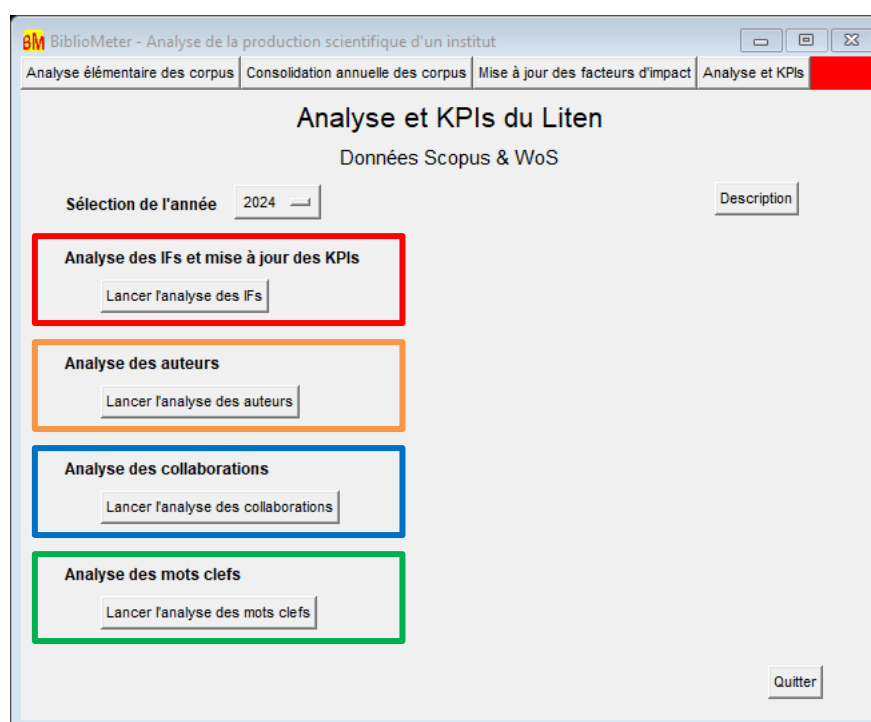 BM BiblioMeter - Analyse de la production scientifique d'un institut
Analyse élémentaire des corpus Consolidation annuelle des corpus Mise à jour des facteurs d'impact Analyse et KPIs
Analyse et KPIs du Liten
Données Scopus & WoS
Sélection de l'année 2024 Description
Analyse des IFs et mise à jour des KPIs
Lancer l'analyse des IFs
Analyse des auteurs
Lancer l'analyse des auteurs
Analyse des collaborations
Lancer l'analyse des collaborations
Analyse des mots clefs
Lancer l'analyse des mots clefs
Quitter